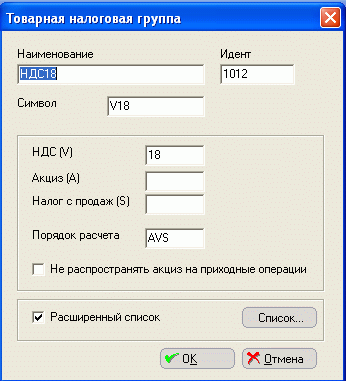 Товарная налоговая группа
Наименование Идент
НДС18 1012
Символ V18
НДС (V) 18
Акциз (А)
Налог с продаж (S)
Порядок расчета AVS
Не распространять акциз на приходные операции
Расширенный список Список...
OK Отмена